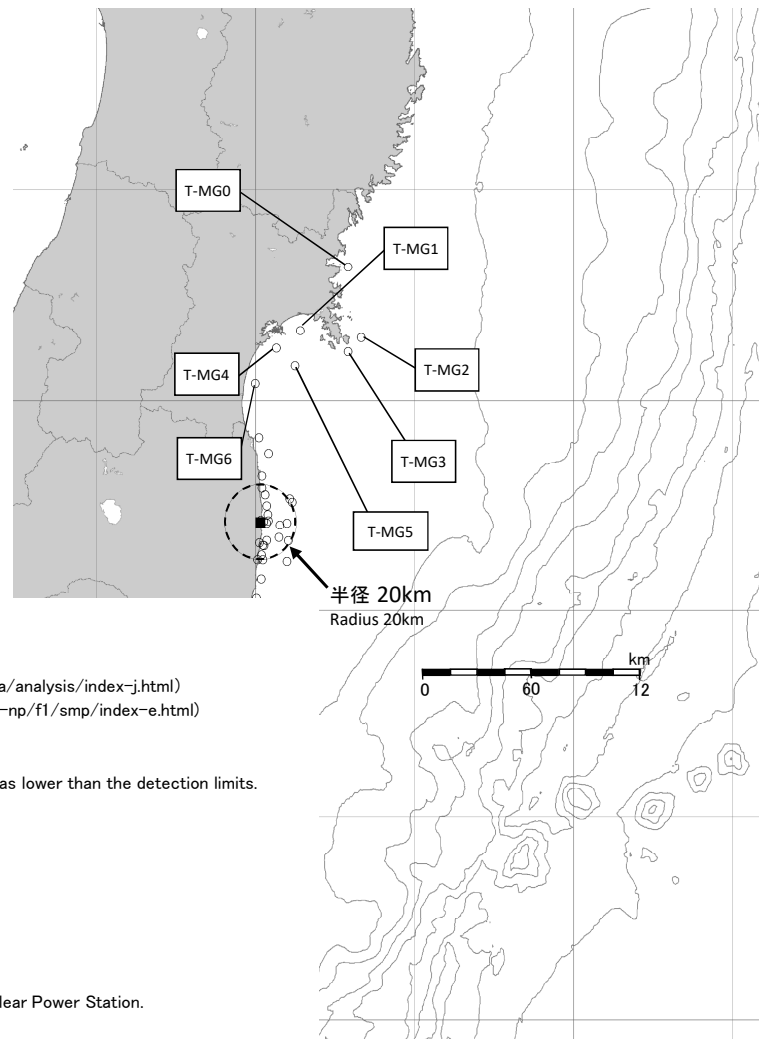 T-MG0
T-MG1
T-MG4
T-MG2
T-MG6
T-MG3
T-MG5
半径 20km
Radius 20km
km
0 60 12
a/analysis/index-j.html)
-np/f1/smp/index-e.html)
as lower than the detection limits.
lear Power Station.